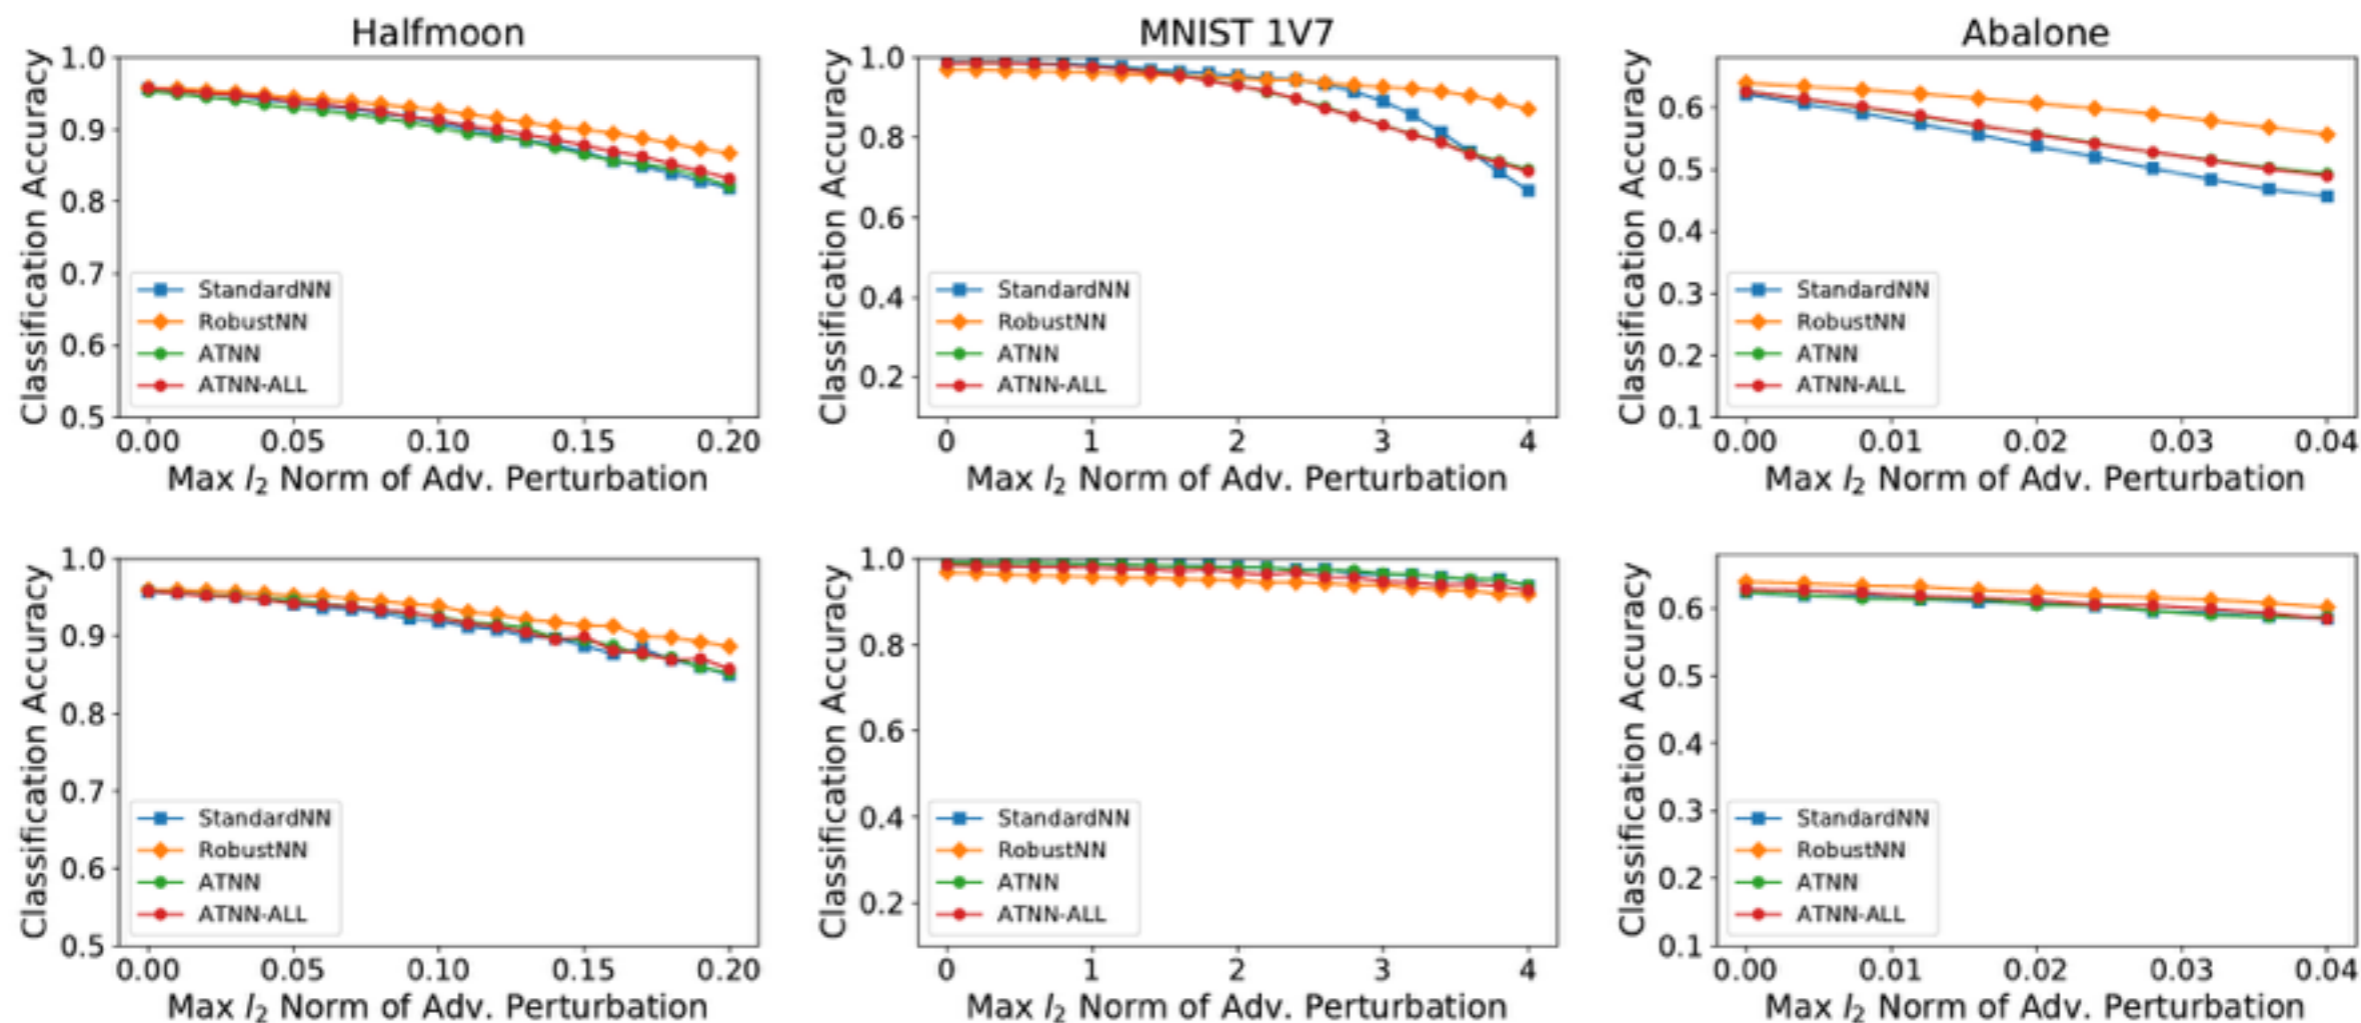 Halfmoon
Classification Accuracy
1.0
0.9
0.8
0.7
0.6
0.5
StandardNN
RobustNN
ATNN
ATNN-ALL
0.00 0.05 0.10 0.15 0.20
Max l2 Norm of Adv. Perturbation
MNIST 1V7
Classification Accuracy
1.0
0.8
0.6
0.4
0.2
StandardNN
RobustNN
ATNN
ATNN-ALL
0 1 2 3 4
Max l2 Norm of Adv. Perturbation
Abalone
Classification Accuracy
0.6
0.5
0.4
0.3
0.2
0.1
StandardNN
RobustNN
ATNN
ATNN-ALL
0.00 0.01 0.02 0.03 0.04
Max l2 Norm of Adv. Perturbation
Classification Accuracy
1.0
0.9
0.8
0.7
0.6
0.5
StandardNN
RobustNN
ATNN
ATNN-ALL
0.00 0.05 0.10 0.15 0.20
Max l2 Norm of Adv. Perturbation
Classification Accuracy
1.0
0.8
0.6
0.4
0.2
StandardNN
RobustNN
ATNN
ATNN-ALL
0 1 2 3 4
Max l2 Norm of Adv. Perturbation
Classification Accuracy
0.6
0.5
0.4
0.3
0.2
0.1
StandardNN
RobustNN
ATNN
ATNN-ALL
0.00 0.01 0.02 0.03 0.04
Max l2 Norm of Adv. Perturbation